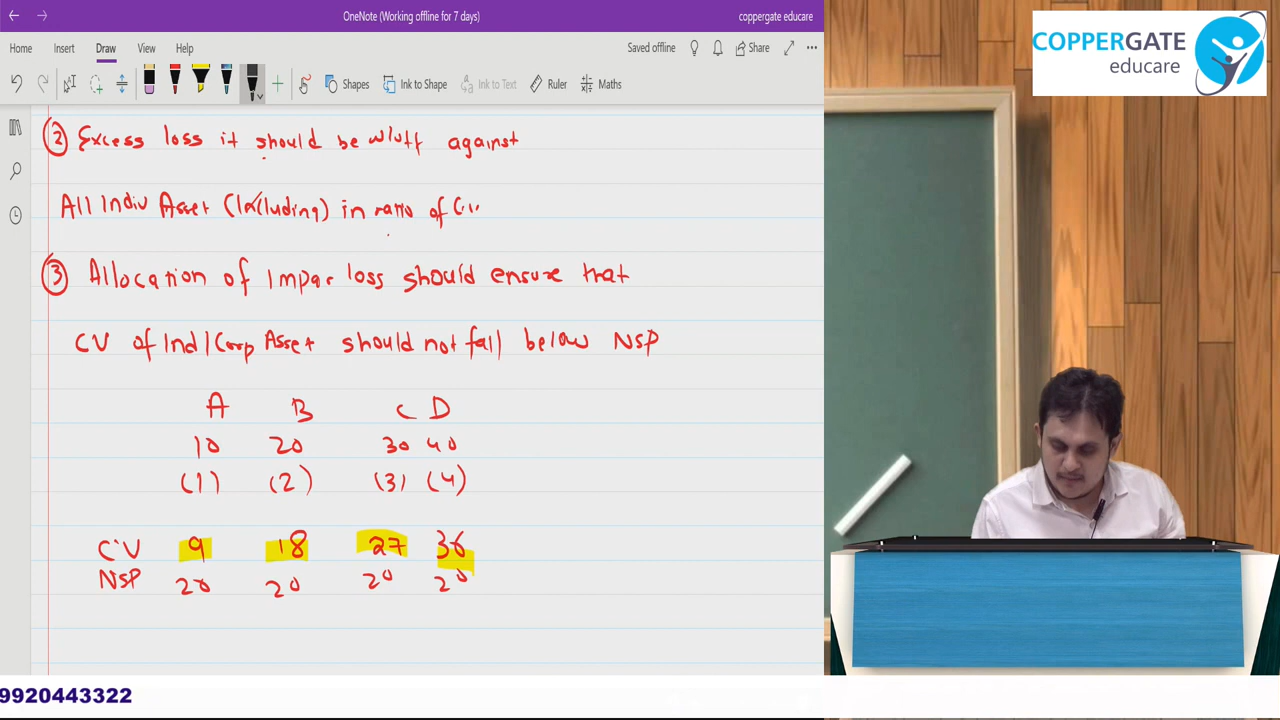 OneNote (Working offline for 7 days)
coppergate educare
Home Insert Draw View Help
Saved offline Share
Shapes Ink to Shape Ink to Text Ruler Maths
COPPERGATE
educare
② Excess loss it should be w/off against
All Indiv Asset (Including) in ratio of C.V
③ Allocation of Impar loss should ensure that
CV of Ind/Corp Asset should not fall below NSP
A B C D
10 20 30 40
(1) (2) (3) (4)
C.V 9 18 27 36
NSP 20 20 20 20
9920443322